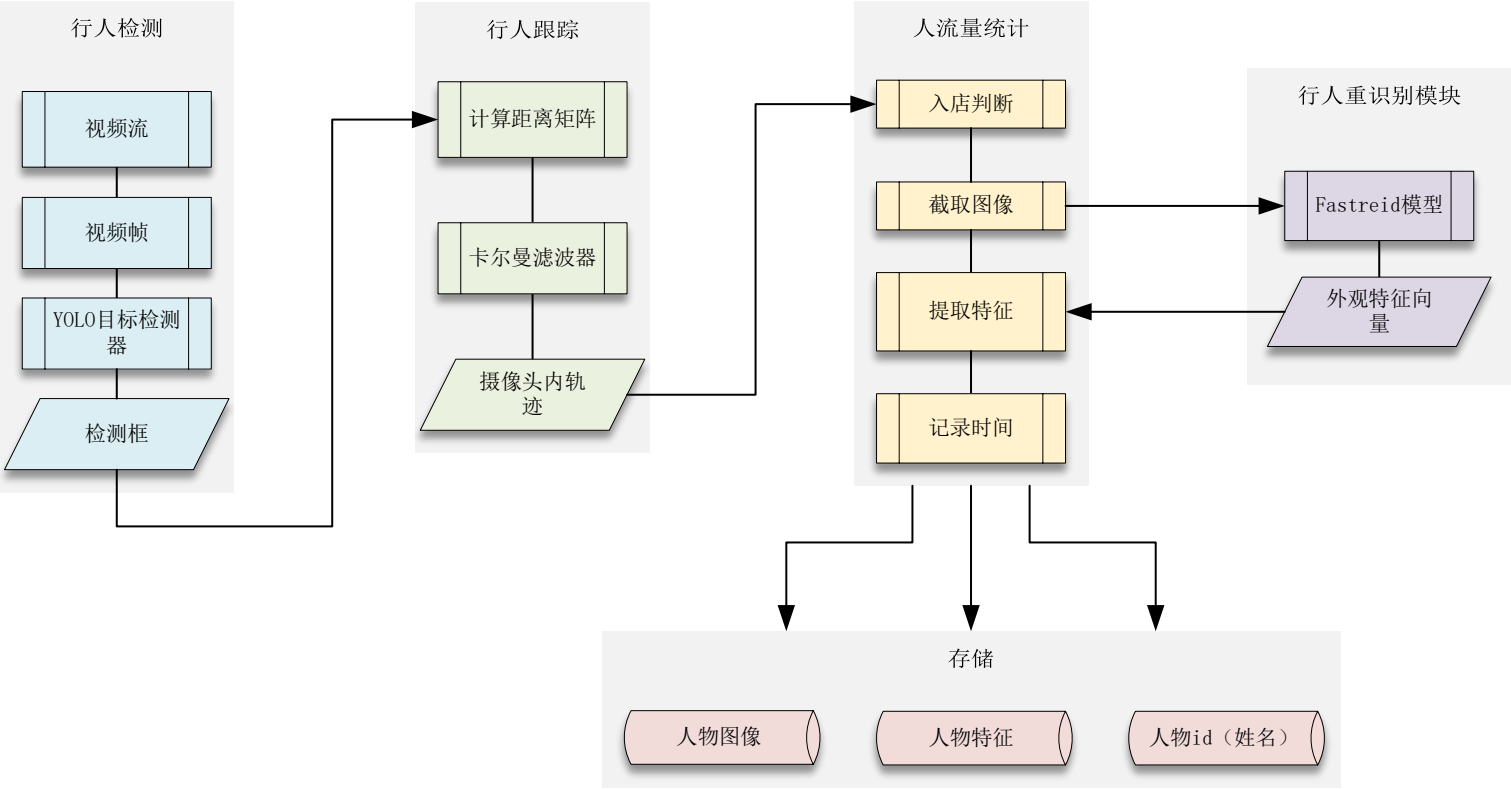 行人检测
视频流
视频帧
YOLO目标检测
器
检测框
行人跟踪
计算距离矩阵
卡尔曼滤波器
摄像头内轨
迹
人流量统计
入店判断
截取图像
提取特征
记录时间
行人重识别模块
Fastreid模型
外观特征向
量
存储
人物图像
人物特征
人物id（姓名）